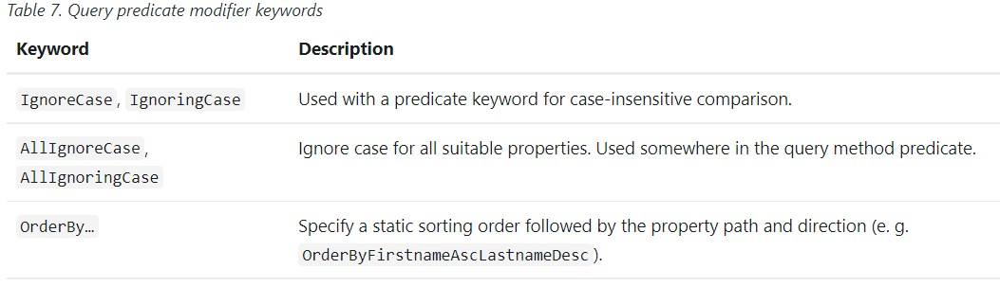 Table 7. Query predicate modifier keywords
Keyword Description
IgnoreCase, IgnoringCase Used with a predicate keyword for case-insensitive comparison.
AllIgnoreCase, Ignore case for all suitable properties. Used somewhere in the query method predicate.
AllIgnoringCase
OrderBy… Specify a static sorting order followed by the property path and direction (e. g.
OrderByFirstnameAscLastnameDesc).